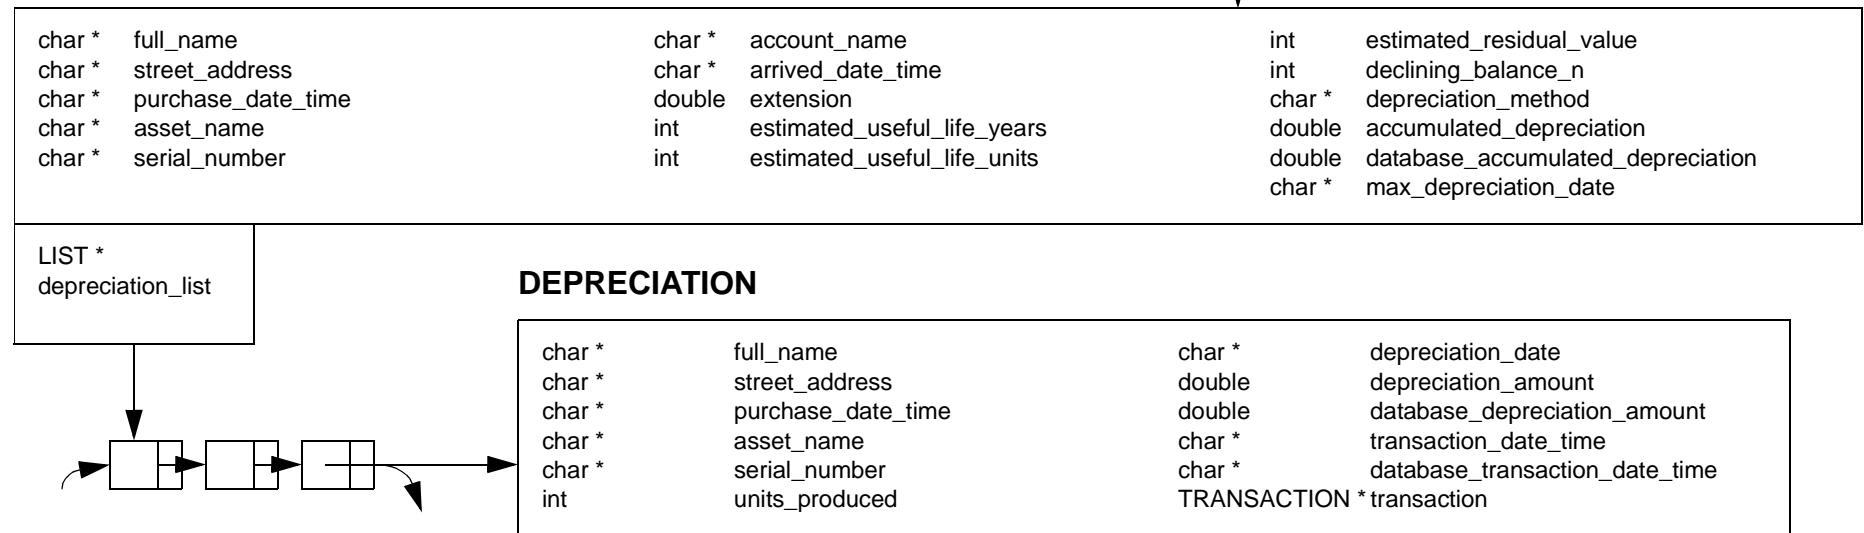 char * full_name
char * street_address
char * purchase_date_time
char * asset_name
char * serial_number
char * account_name
char * arrived_date_time
double extension
int estimated_useful_life_years
int estimated_useful_life_units
int estimated_residual_value
int declining_balance_n
char * depreciation_method
double accumulated_depreciation
double database_accumulated_depreciation
char * max_depreciation_date
LIST *
depreciation_list
DEPRECIATION
char * full_name
char * street_address
char * purchase_date_time
char * asset_name
char * serial_number
int units_produced
char * depreciation_date
double depreciation_amount
double database_depreciation_amount
char * transaction_date_time
char * database_transaction_date_time
TRANSACTION * transaction